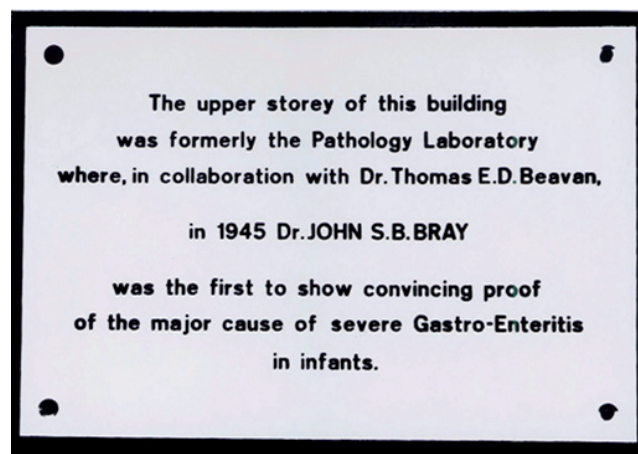 The upper storey of this building
was formerly the Pathology Laboratory
where, in collaboration with Dr. Thomas E.D. Beavan,
in 1945 Dr. JOHN S.B. BRAY
was the first to show convincing proof
of the major cause of severe Gastro-Enteritis
in infants.